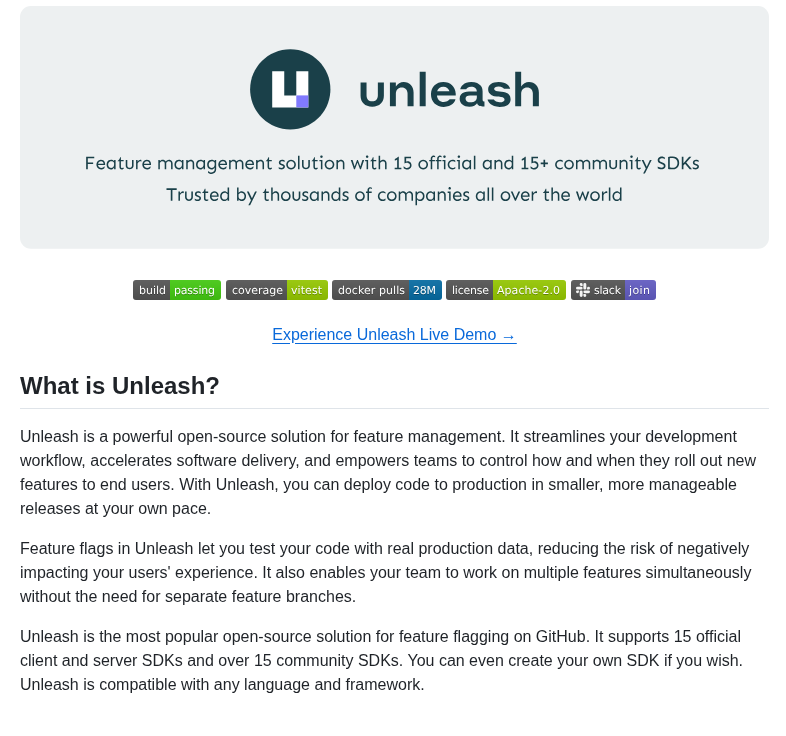 unleash
Feature management solution with 15 official and 15+ community SDKs
Trusted by thousands of companies all over the world
build passing coverage vitest docker pulls 28M license Apache-2.0 slack join
Experience Unleash Live Demo →
What is Unleash?
Unleash is a powerful open-source solution for feature management. It streamlines your development
workflow, accelerates software delivery, and empowers teams to control how and when they roll out new
features to end users. With Unleash, you can deploy code to production in smaller, more manageable
releases at your own pace.
Feature flags in Unleash let you test your code with real production data, reducing the risk of negatively
impacting your users' experience. It also enables your team to work on multiple features simultaneously
without the need for separate feature branches.
Unleash is the most popular open-source solution for feature flagging on GitHub. It supports 15 official
client and server SDKs and over 15 community SDKs. You can even create your own SDK if you wish.
Unleash is compatible with any language and framework.